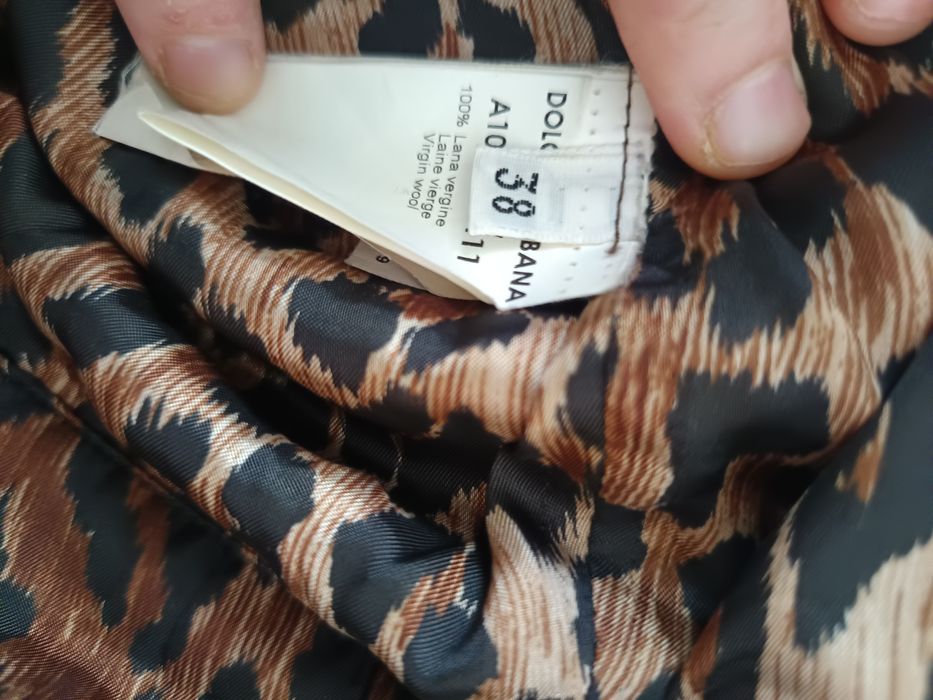 DOLC BANA
A10 11
38
100% Lana vergine
Laine vierge
Virgin wool